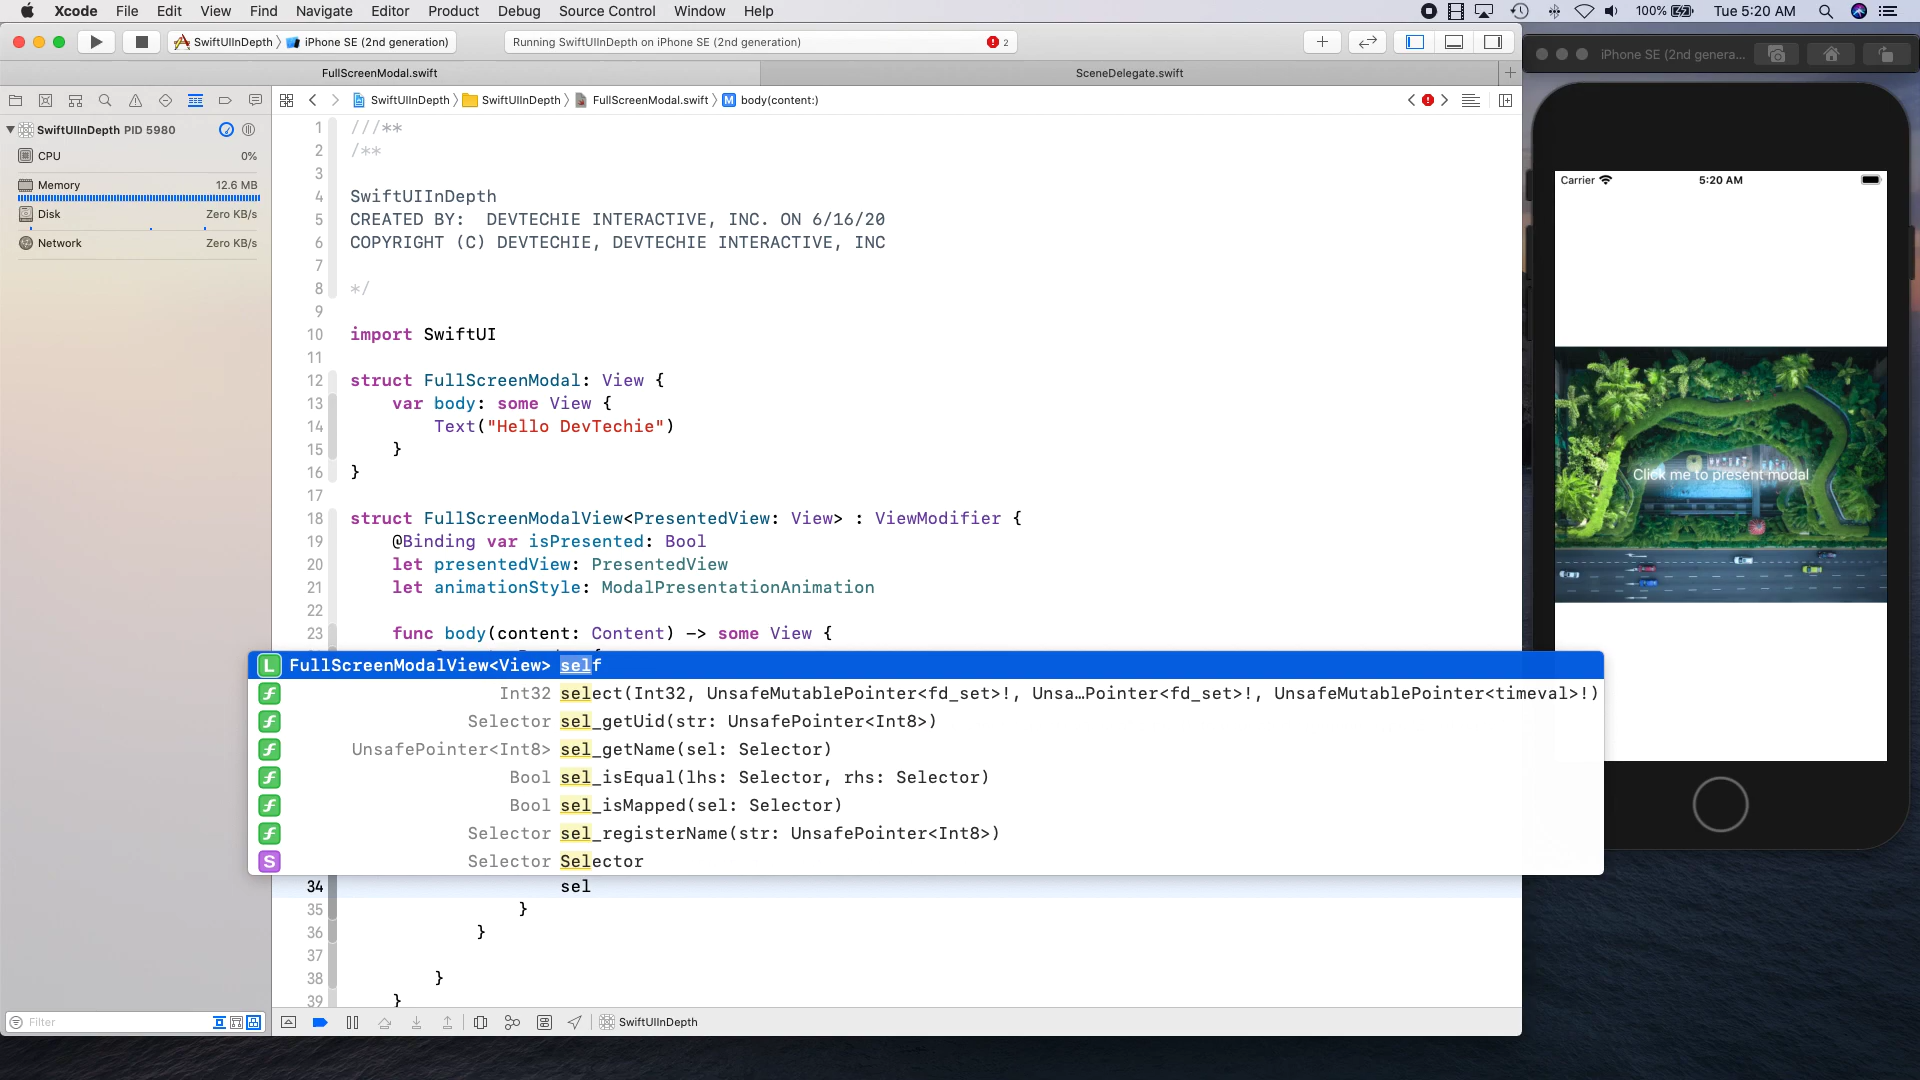 Xcode File Edit View Find Navigate Editor Product Debug Source Control Window Help 100% Tue 5:20 AM
SwiftUIInDepth iPhone SE (2nd generation) Running SwiftUIInDepth on iPhone SE (2nd generation) 2
FullScreenModal.swift SceneDelegate.swift
iPhone SE (2nd genera...
SwiftUIInDepth SwiftUIInDepth FullScreenModal.swift M body(content:)
SwiftUIInDepth PID 5980
CPU 0%
Memory 12.6 MB
Disk Zero KB/s
Network Zero KB/s
Filter
1 ///**
2 /**
3
4 SwiftUIInDepth
5 CREATED BY: DEVTECHIE INTERACTIVE, INC. ON 6/16/20
6 COPYRIGHT (C) DEVTECHIE, DEVTECHIE INTERACTIVE, INC
7
8 */
9
10 import SwiftUI
11
12 struct FullScreenModal: View {
13 var body: some View {
14 Text("Hello DevTechie")
15 }
16 }
17
18 struct FullScreenModalView<PresentedView: View> : ViewModifier {
19 @Binding var isPresented: Bool
20 let presentedView: PresentedView
21 let animationStyle: ModalPresentationAnimation
22
23 func body(content: Content) -> some View {
L FullScreenModalView<View> self
f Int32 select(Int32, UnsafeMutablePointer<fd_set>!, Unsa…Pointer<fd_set>!, UnsafeMutablePointer<timeval>!)
f Selector sel_getUid(str: UnsafePointer<Int8>)
f UnsafePointer<Int8> sel_getName(sel: Selector)
f Bool sel_isEqual(lhs: Selector, rhs: Selector)
f Bool sel_isMapped(sel: Selector)
f Selector sel_registerName(str: UnsafePointer<Int8>)
S Selector Selector
34 sel
35 }
36 }
37
38 }
39 }
SwiftUIInDepth
Carrier 5:20 AM
Click me to present modal